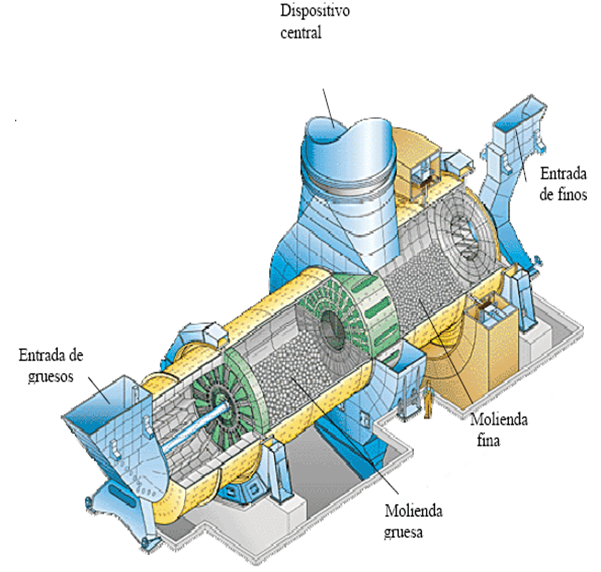 Dispositivo
central
Entrada
de finos
Entrada de
gruesos
Molienda
fina
Molienda
gruesa